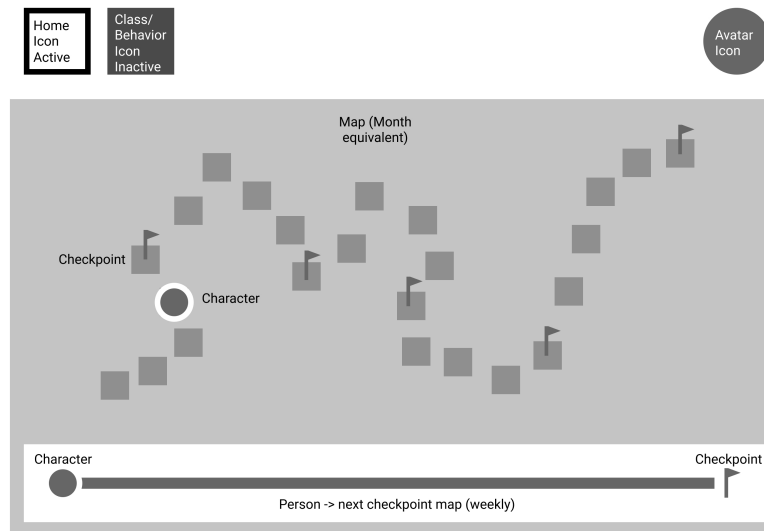 Home
Icon
Active
Class/
Behavior
Icon
Inactive
Avatar
Icon
Map (Month
equivalent)
Checkpoint
Character
Character
Checkpoint
Person -> next checkpoint map (weekly)